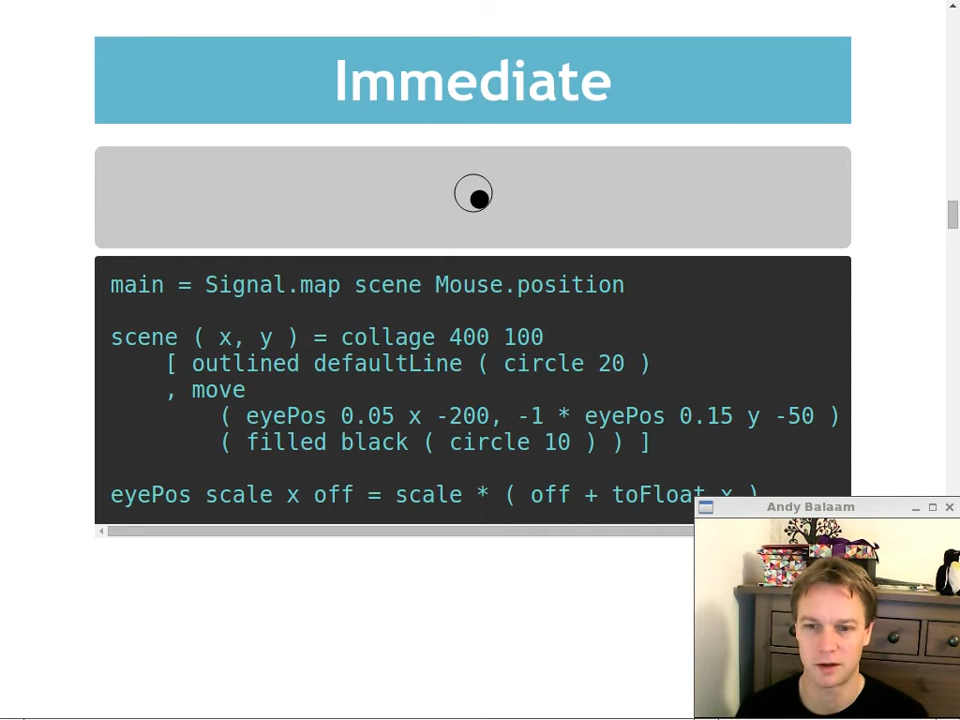 Immediate
main = Signal.map scene Mouse.position
scene ( x, y ) = collage 400 100
[ outlined defaultLine ( circle 20 )
, move
( eyePos 0.05 x -200, -1 * eyePos 0.15 y -50 )
( filled black ( circle 10 ) ) ]
eyePos scale x off = scale * ( off + toFloat x )
Andy Balaam